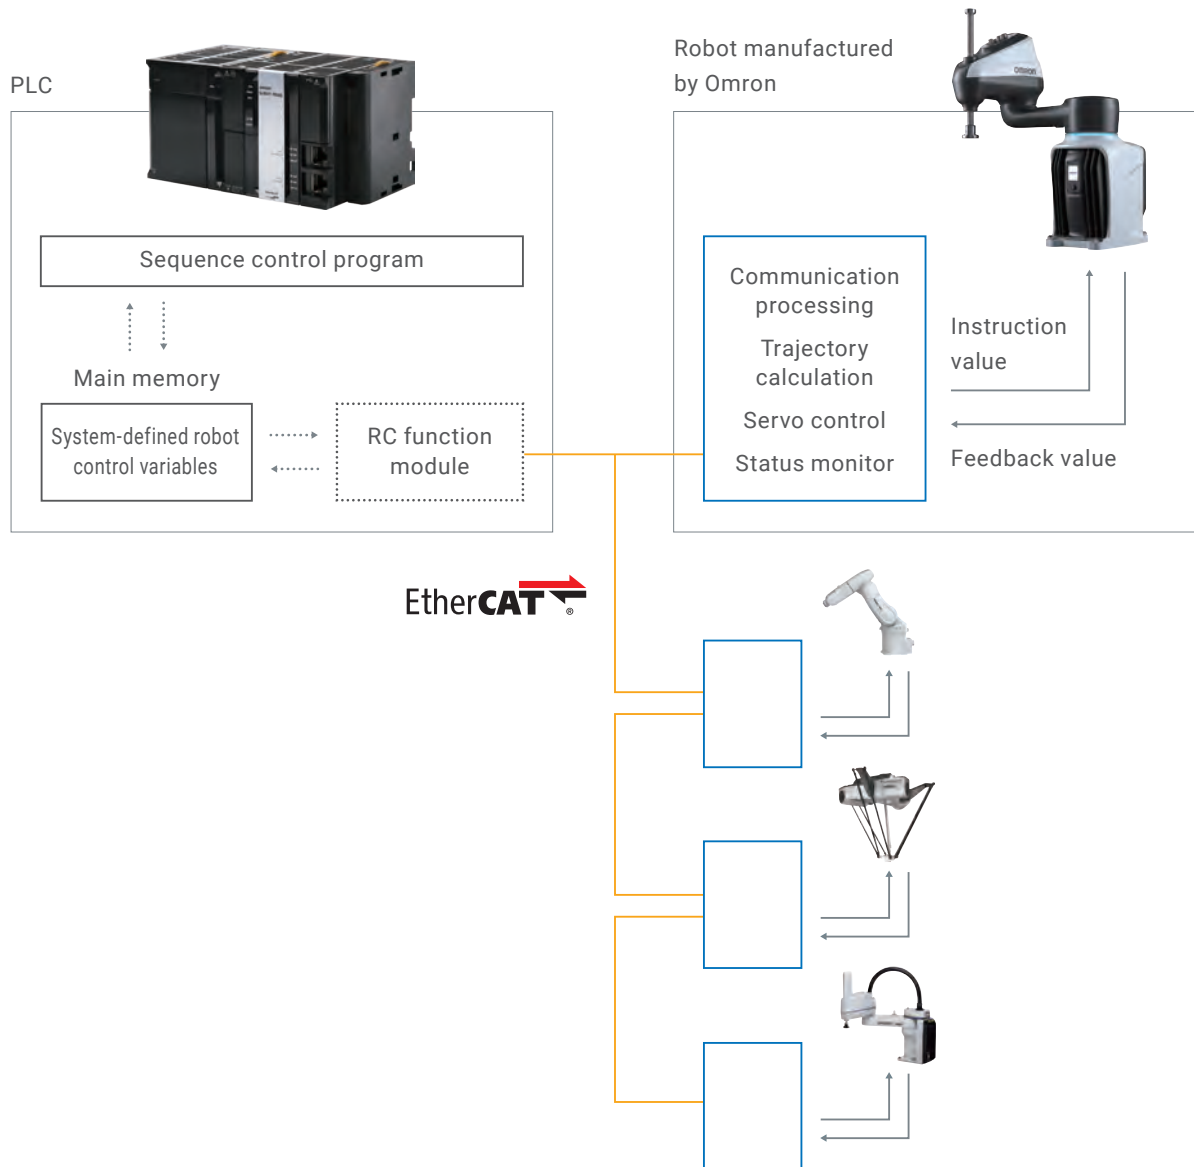 PLC
Robot manufactured
by Omron
OMRON
Sequence control program
Main memory
System-defined robot
control variables
RC function
module
Communication
processing
Trajectory
calculation
Servo control
Status monitor
Instruction
value
Feedback value
EtherCAT®